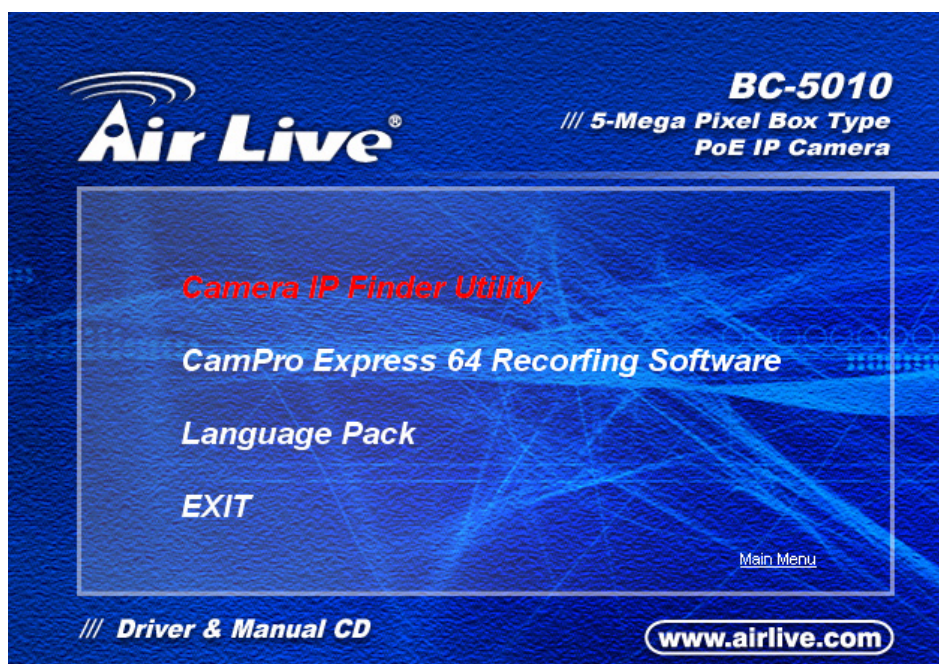 Air Live®
BC-5010
/// 5-Mega Pixel Box Type
PoE IP Camera
Camera IP Finder Utility
CamPro Express 64 Recorfing Software
Language Pack
EXIT
Main Menu
/// Driver & Manual CD
www.airlive.com